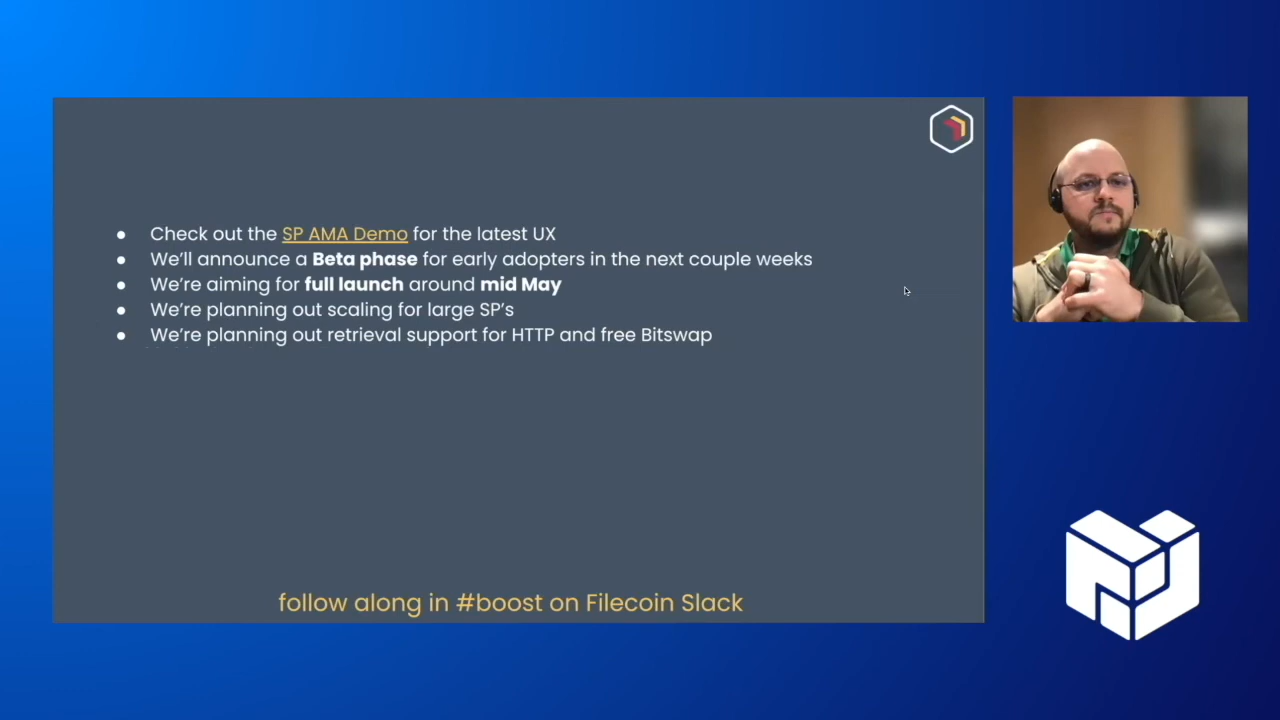 • Check out the SP AMA Demo for the latest UX
• We’ll announce a Beta phase for early adopters in the next couple weeks
• We’re aiming for full launch around mid May
• We’re planning out scaling for large SP’s
• We’re planning out retrieval support for HTTP and free Bitswap
follow along in #boost on Filecoin Slack